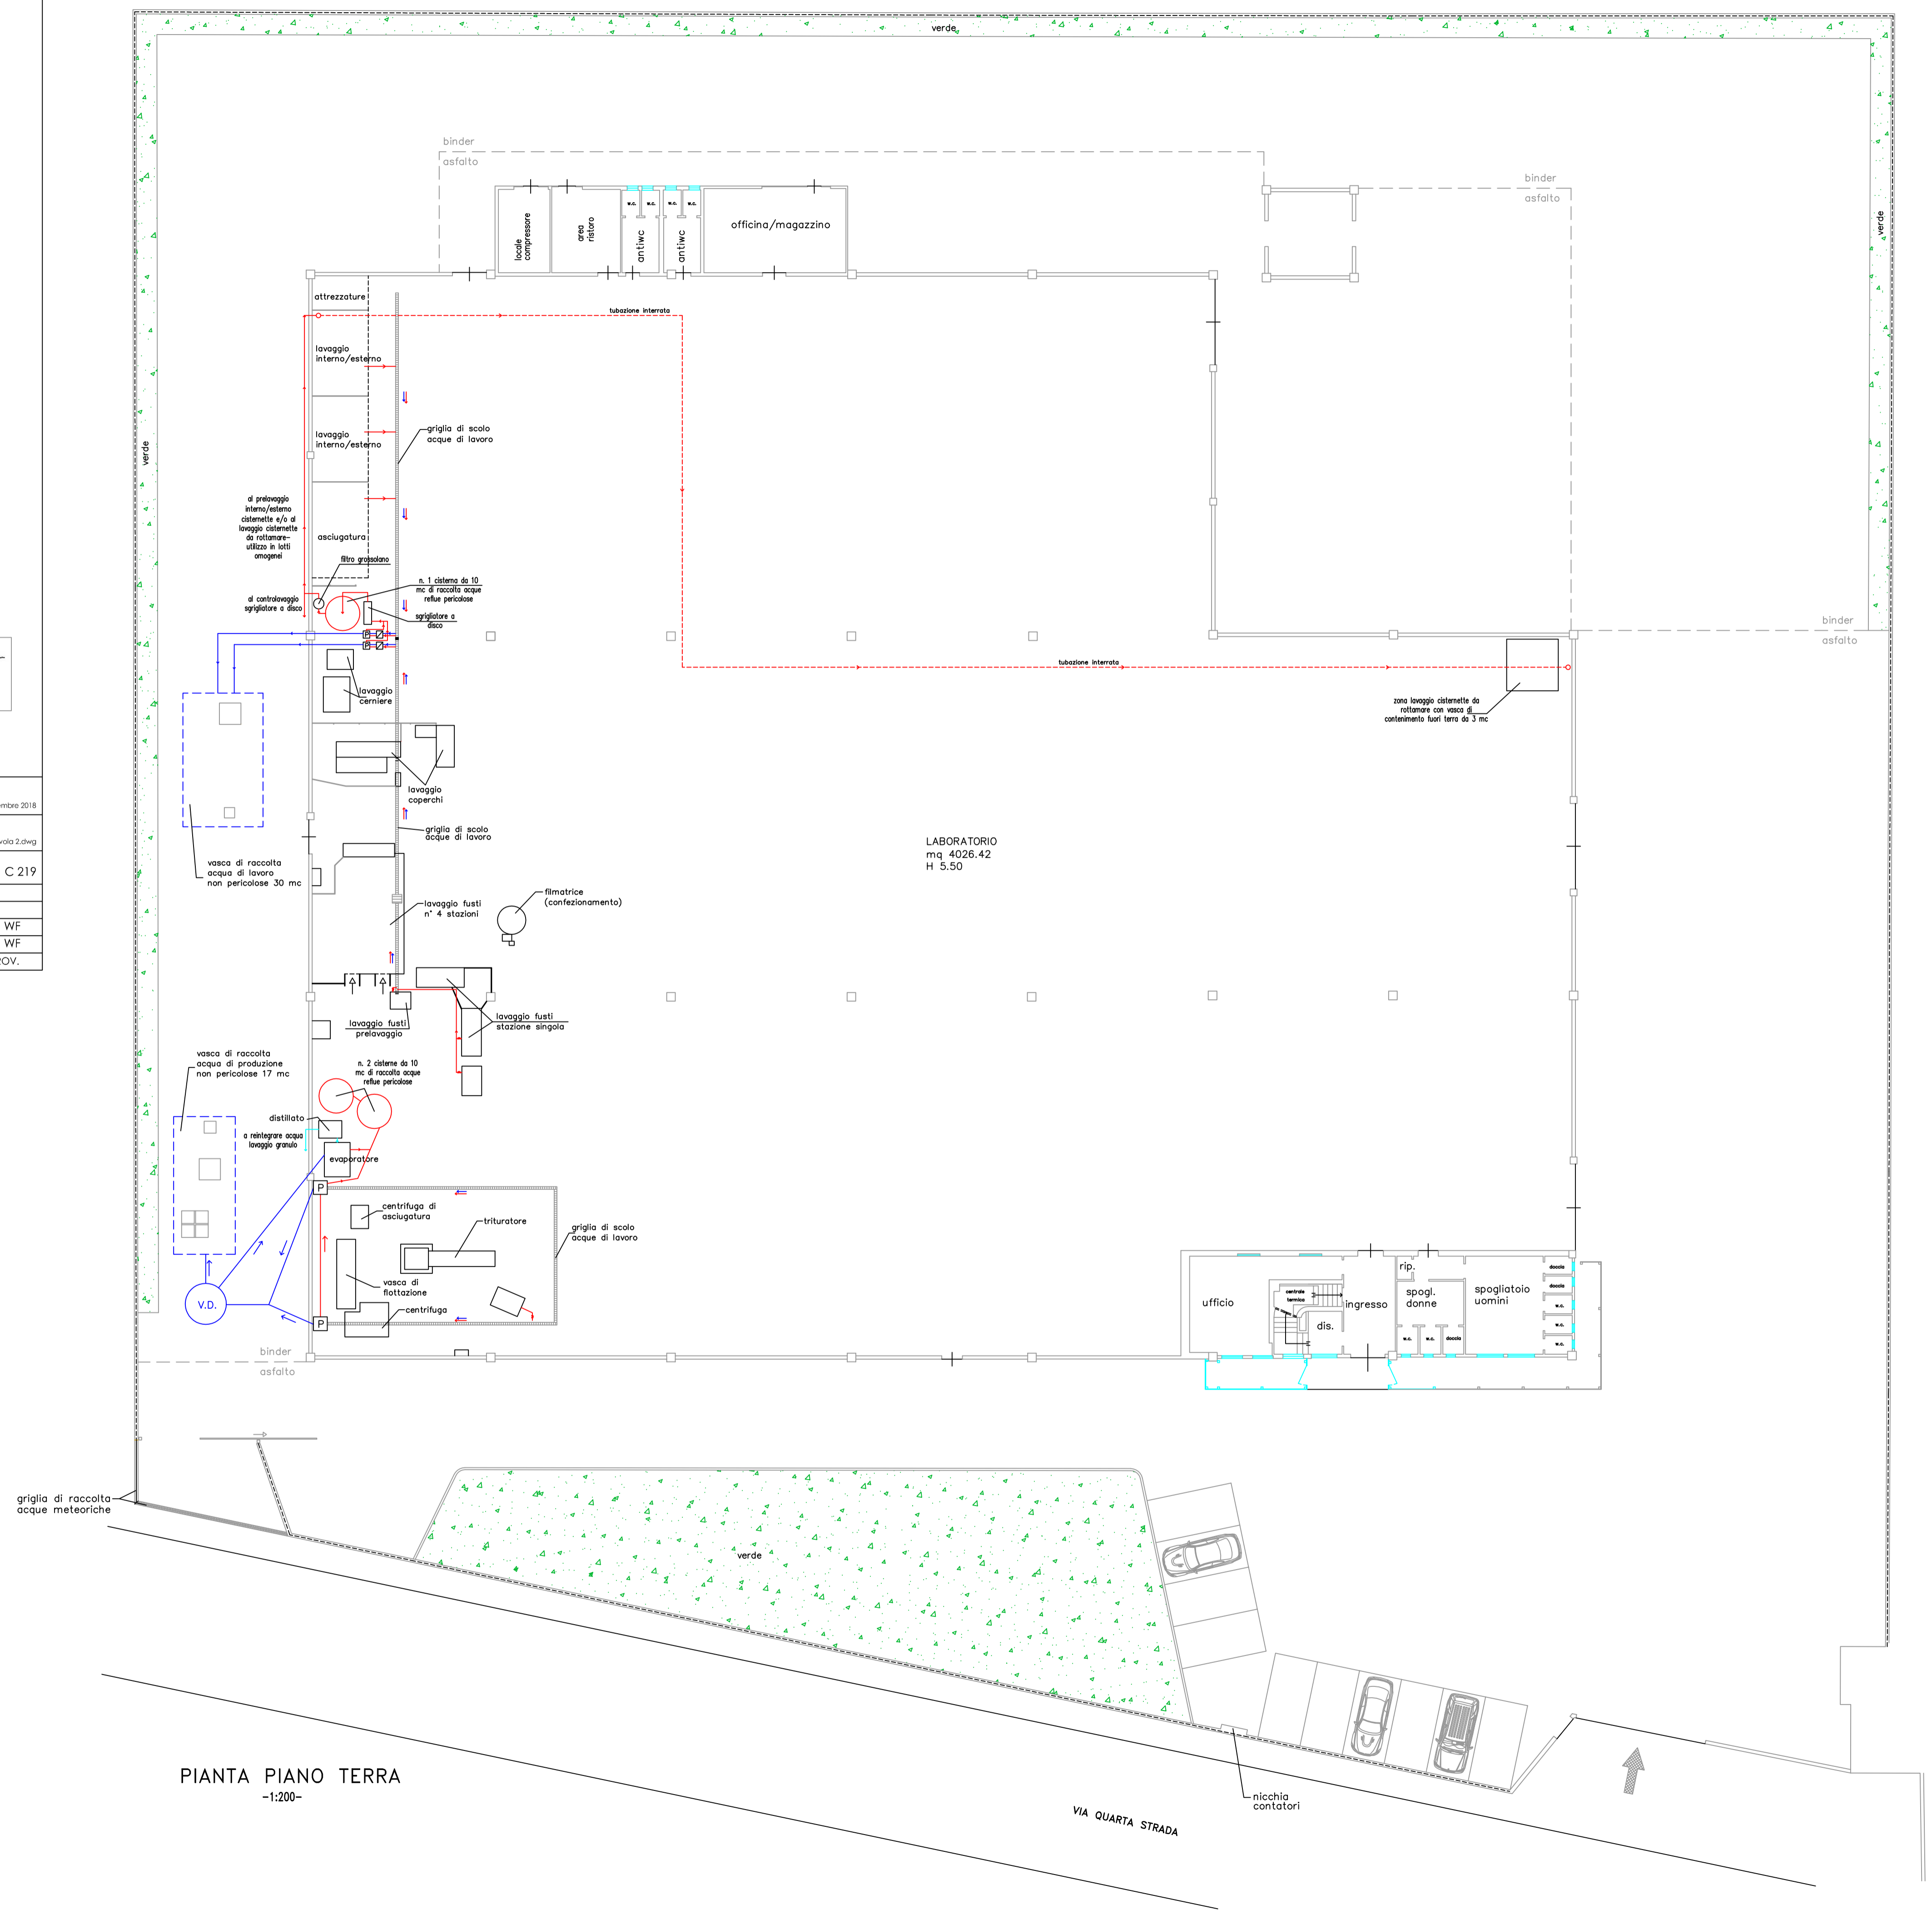 verde
binder
asfalto
binder
asfalto
verde
locale
compressore
area
ristoro
w.c.
w.c.
w.c.
w.c.
antiwc
antiwc
officina/magazzino
attrezzature
tubazione interrata
lavaggio
interno/esterno
griglia di scolo
acque di lavoro
lavaggio
interno/esterno
verde
al prelavaggio
interno/esterno
cisternette e/o al
lavaggio cisternette
da rottamare-
utilizzo in lotti
omogenei
asciugatura
filtro grossolano
n. 1 cisterna da 10
mc di raccolta acque
reflue pericolose
al controlavaggio
sgrigliatore a disco
sgrigliatore a
disco
P
P
binder
asfalto
tubazione interrata
lavaggio
cerniere
zona lavaggio cisternette da
rottamare con vasca di
contenimento fuori terra da 3 mc
lavaggio
coperchi
embre 2018
griglia di scolo
acque di lavoro
vola 2.dwg
LABORATORIO
mq 4026.42
H 5.50
vasca di raccolta
acqua di lavoro
non pericolose 30 mc
C 219
filmatrice
(confezionamento)
lavaggio fusti
n° 4 stazioni
WF
WF
ROV.
lavaggio fusti
prelavaggio
lavaggio fusti
stazione singola
vasca di raccolta
acqua di produzione
non pericolose 17 mc
n. 2 cisterne da 10
mc di raccolta acque
reflue pericolose
distillato
a reintegrare acqua
lavaggio granulo
evaporatore
P
centrifuga di
asciugatura
trituratore
griglia di scolo
acque di lavoro
vasca di
flottazione
centrifuga
V.D.
P
ufficio
centrale
termica
dis.
ingresso
rip.
spogl.
donne
spogliatoio
uomini
doccia
doccia
w.c.
w.c.
w.c.
w.c.
w.c.
doccia
binder
asfalto
griglia di raccolta
acque meteoriche
verde
PIANTA PIANO TERRA
-1:200-
nicchia
contatori
VIA QUARTA STRADA